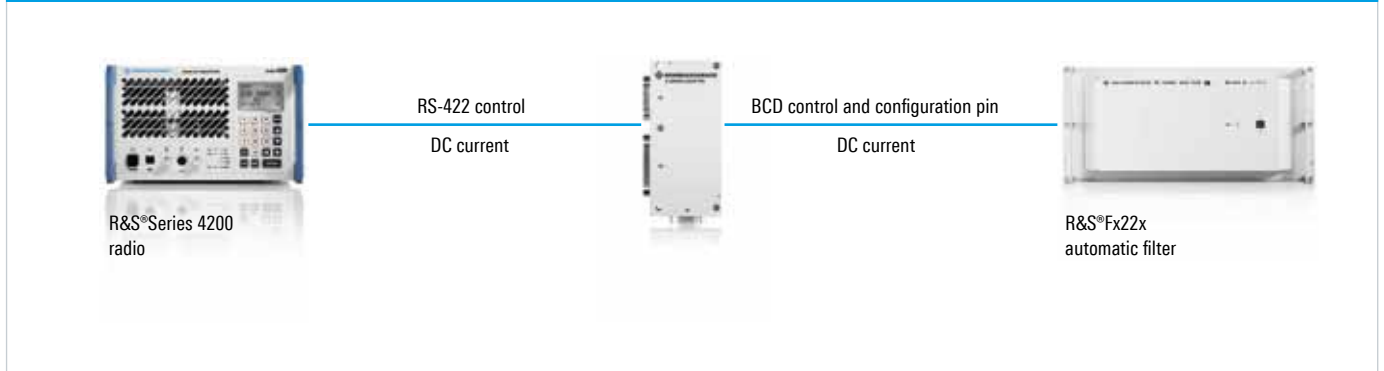 RS-422 control
DC current
BCD control and configuration pin
DC current
R&S®Series 4200
radio
R&S®Fx22x
automatic filter